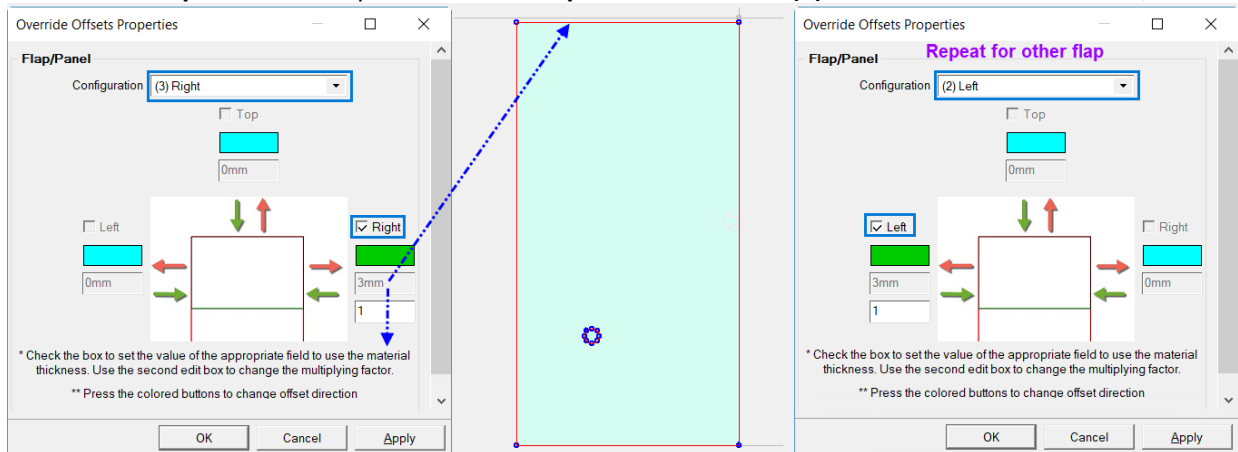 Override Offsets Properties
Flap/Panel
Configuration (3) Right
Top
0mm
Left
Right
0mm
3mm
1
* Check the box to set the value of the appropriate field to use the material
thickness. Use the second edit box to change the multiplying factor.
** Press the colored buttons to change offset direction
OK Cancel Apply
Override Offsets Properties
Repeat for other flap
Flap/Panel
Configuration (2) Left
Top
0mm
Left
Right
3mm
0mm
1
* Check the box to set the value of the appropriate field to use the material
thickness. Use the second edit box to change the multiplying factor.
** Press the colored buttons to change offset direction
OK Cancel Apply